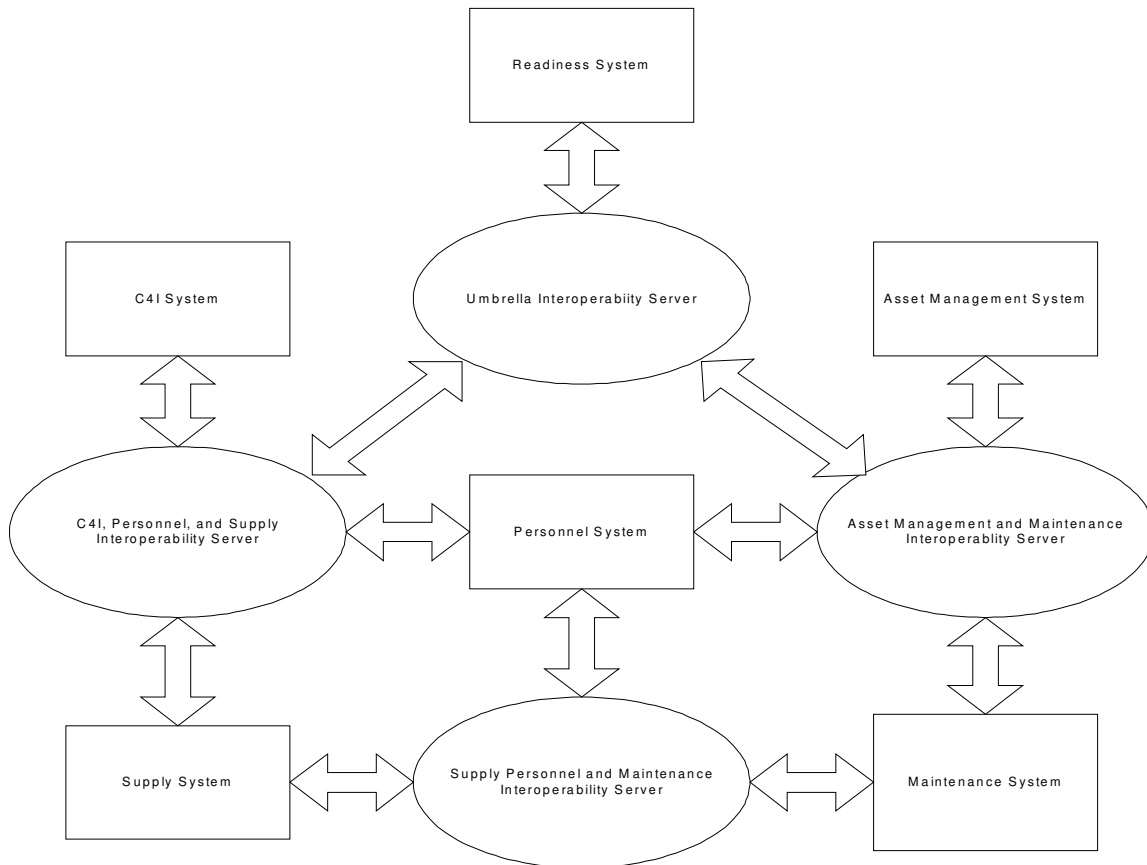 Readiness System
C4I System
Umbrella Interoperabiity Server
Asset Management System
C4I, Personnel, and Supply
Interoperability Server
Personnel System
Asset Management and Maintenance
Interoperablity Server
Supply System
Supply Personnel and Maintenance
Interoperability Server
Maintenance System